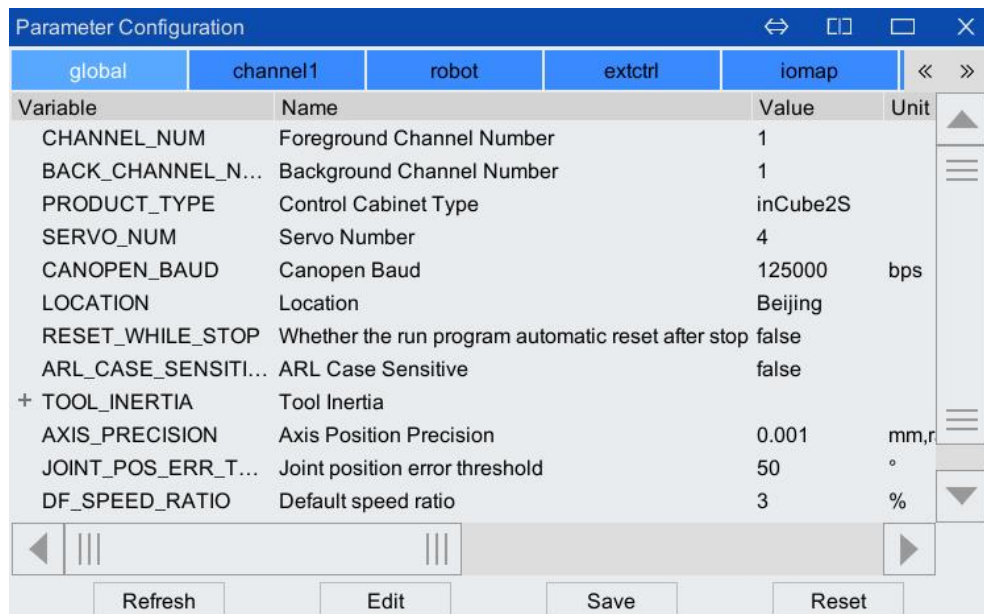 Parameter Configuration
global channel1 robot extctrl iomap « »
Variable Name Value Unit
CHANNEL_NUM Foreground Channel Number 1
BACK_CHANNEL_N... Background Channel Number 1
PRODUCT_TYPE Control Cabinet Type inCube2S
SERVO_NUM Servo Number 4
CANOPEN_BAUD Canopen Baud 125000 bps
LOCATION Location Beijing
RESET_WHILE_STOP Whether the run program automatic reset after stop false
ARL_CASE_SENSITI... ARL Case Sensitive false
+ TOOL_INERTIA Tool Inertia
AXIS_PRECISION Axis Position Precision 0.001 mm,r
JOINT_POS_ERR_T... Joint position error threshold 50 °
DF_SPEED_RATIO Default speed ratio 3 %
Refresh Edit Save Reset